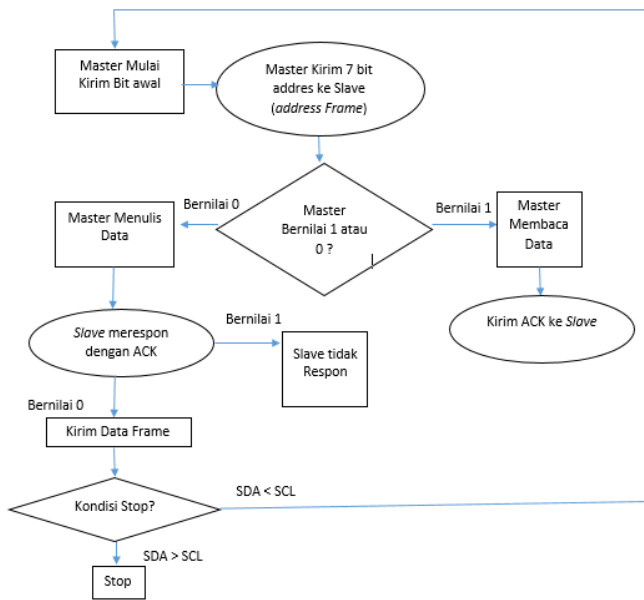 Master Mulai
Kirim Bit awal
Master Kirim 7 bit
addres ke Slave
(address Frame)
Bernilai 0
Master Menulis
Data
Master
Bernilai 1 atau
0 ?
Bernilai 1
Master
Membaca
Data
Slave merespon
dengan ACK
Bernilai 1
Slave tidak
Respon
Kirim ACK ke Slave
Bernilai 0
Kirim Data Frame
Kondisi Stop?
SDA < SCL
SDA > SCL
Stop